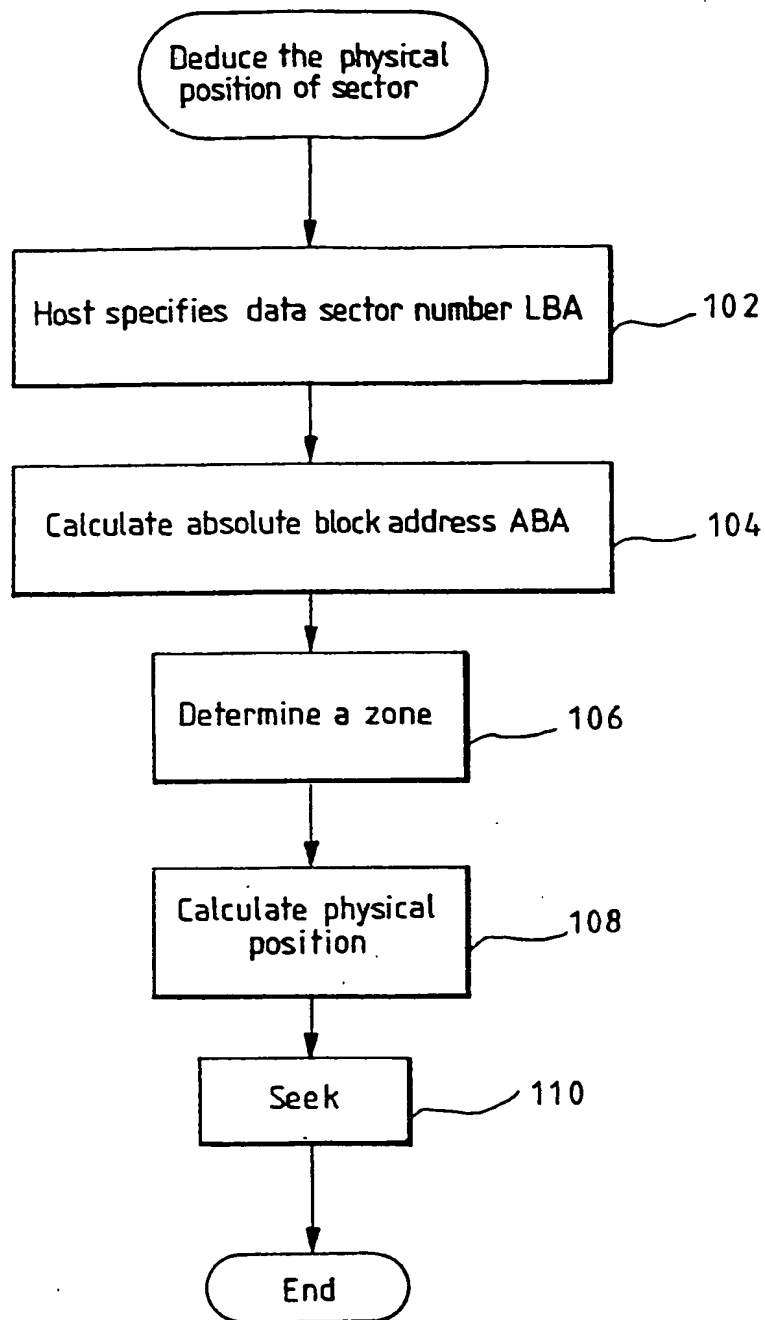 Deduce the physical
position of sector
Host specifies data sector number LBA
102
Calculate absolute block address ABA
104
Determine a zone
106
Calculate physical
position
108
Seek
110
End